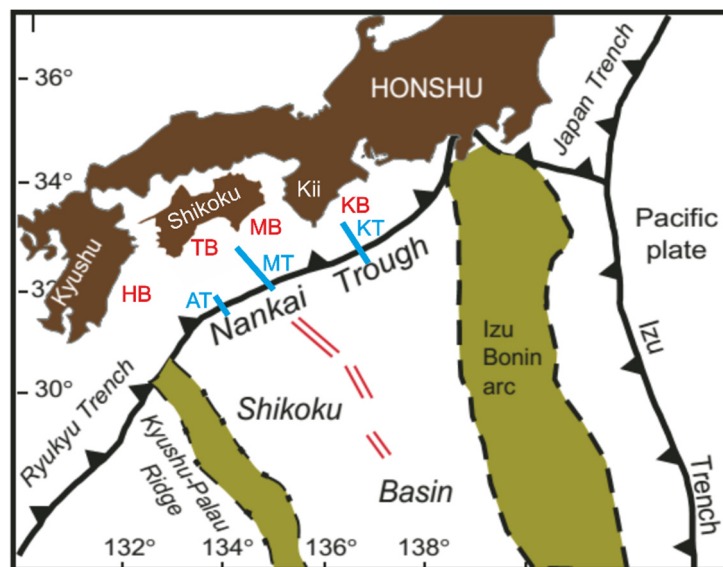 36°
34°
32°
30°
132°
134°
136°
138°
HONSHU
Kii
Shikoku
Kyushu
KB
KT
MB
MT
TB
HB
AT
Nankai
Trough
Japan Trench
Pacific
plate
Izu
Trench
Izu
Bonin
arc
Ryukyu Trench
Kyushu-Palau
Ridge
Shikoku
Basin